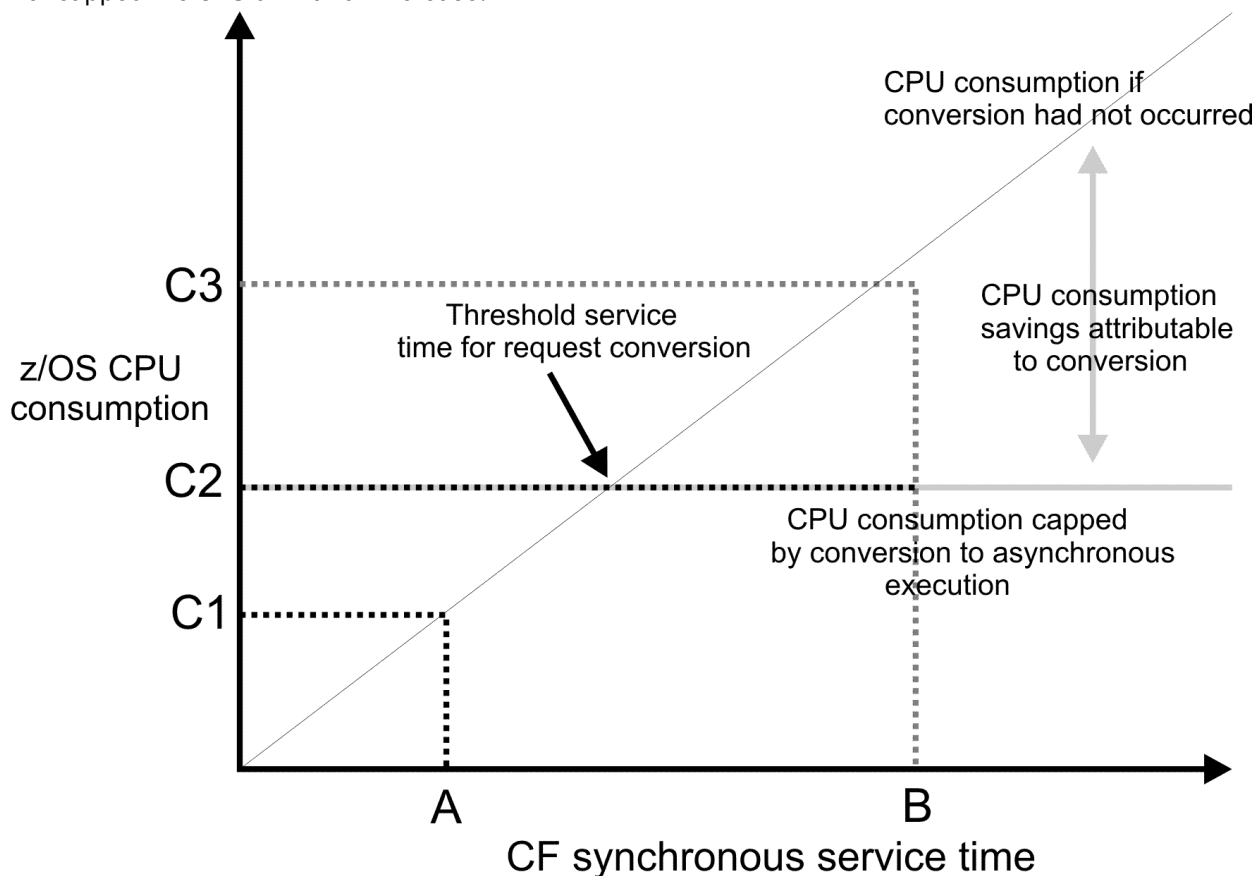 CPU consumption if
conversion had not occurred
C3
Threshold service
time for request conversion
CPU consumption
savings attributable
to conversion
z/OS CPU
consumption
C2
CPU consumption capped
by conversion to asynchronous
execution
C1
A
B
CF synchronous service time